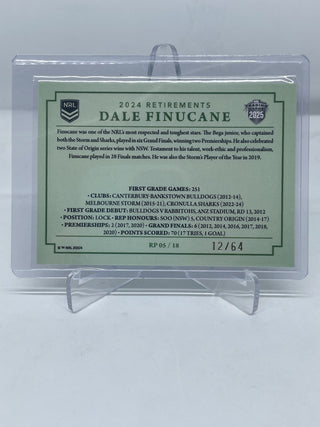 NRL
2024 RETIREMENTS
DALE FINUCANE
2025
Finucane was one of the NRL's most respected and toughest stars. The Bega junior, who captained
both the Storm and Sharks, played in six Grand Finals, winning two Premierships. He also celebrated
two State of Origin series wins with NSW. Testament to his talent, work-ethic and professionalism,
Finucane played in 28 Finals matches. He was also the Storm's Player of the Year in 2019.
FIRST GRADE GAMES: 251
• CLUBS: CANTERBURY-BANKSTOWN BULLDOGS (2012-14),
MELBOURNE STORM (2015-21), CRONULLA SHARKS (2022-24)
• FIRST GRADE DEBUT: BULLDOGS V RABBITOHS, ANZ STADIUM, RD 13, 2012
• POSITION: LOCK • REP HONOURS: SOO (NSW) 5, COUNTRY ORIGIN (2014-17)
• PREMIERSHIPS: 2 (2017, 2020) • GRAND FINALS: 6 (2012, 2014, 2016, 2017, 2018,
2020) • POINTS SCORED: 70 (17 TRIES, 1 GOAL)
© ™ NRL 2024
RP 05 / 18
12/64